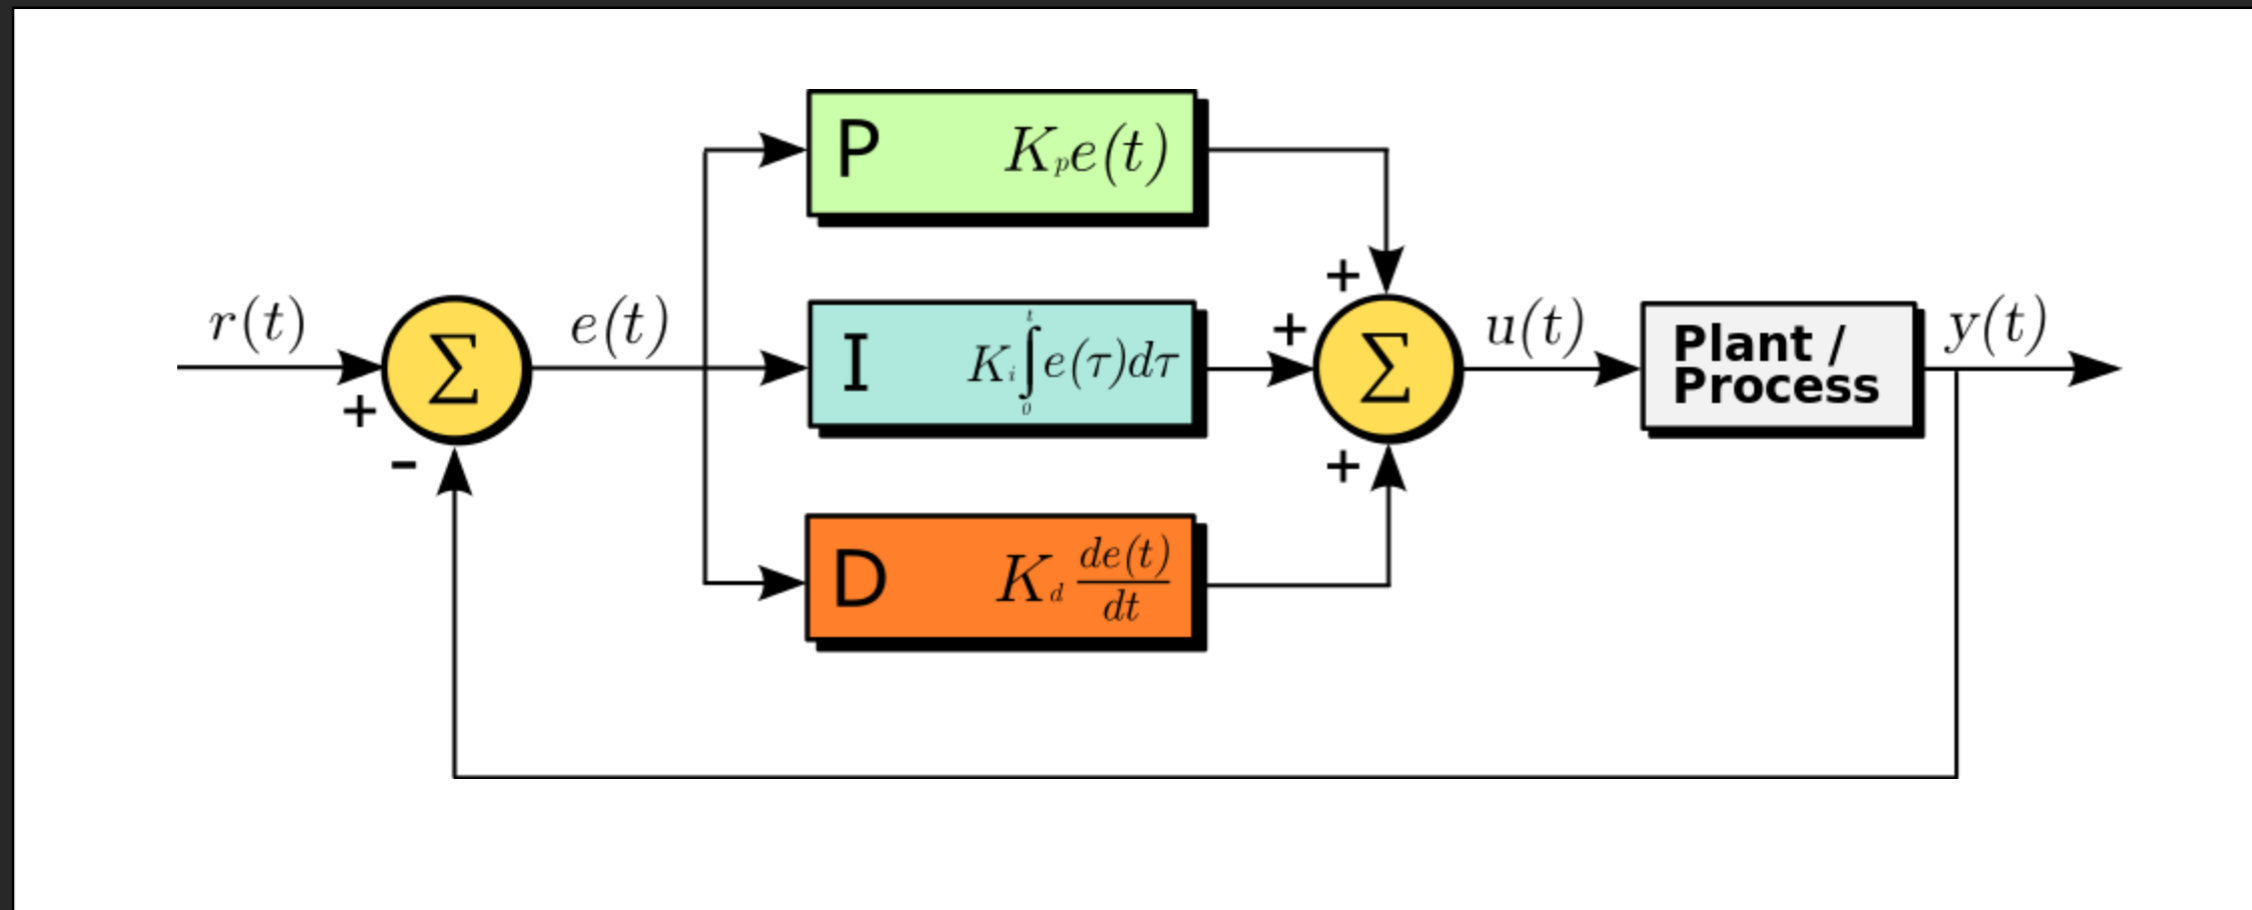 P K_p e(t)
r(t)
+
-
Σ
e(t)
I K_i ∫_0^t e(τ)dτ
D K_d de(t)/dt
+
+
+
Σ
u(t)
Plant /
Process
y(t)